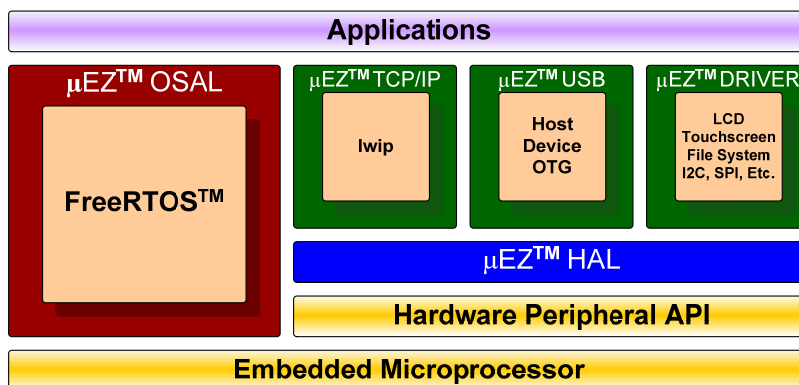 Applications
µEZ™ OSAL
FreeRTOS™
µEZ™ TCP/IP
lwip
µEZ™ USB
Host
Device
OTG
µEZ™ DRIVER
LCD
Touchscreen
File System
I2C, SPI, Etc.
µEZ™ HAL
Hardware Peripheral API
Embedded Microprocessor